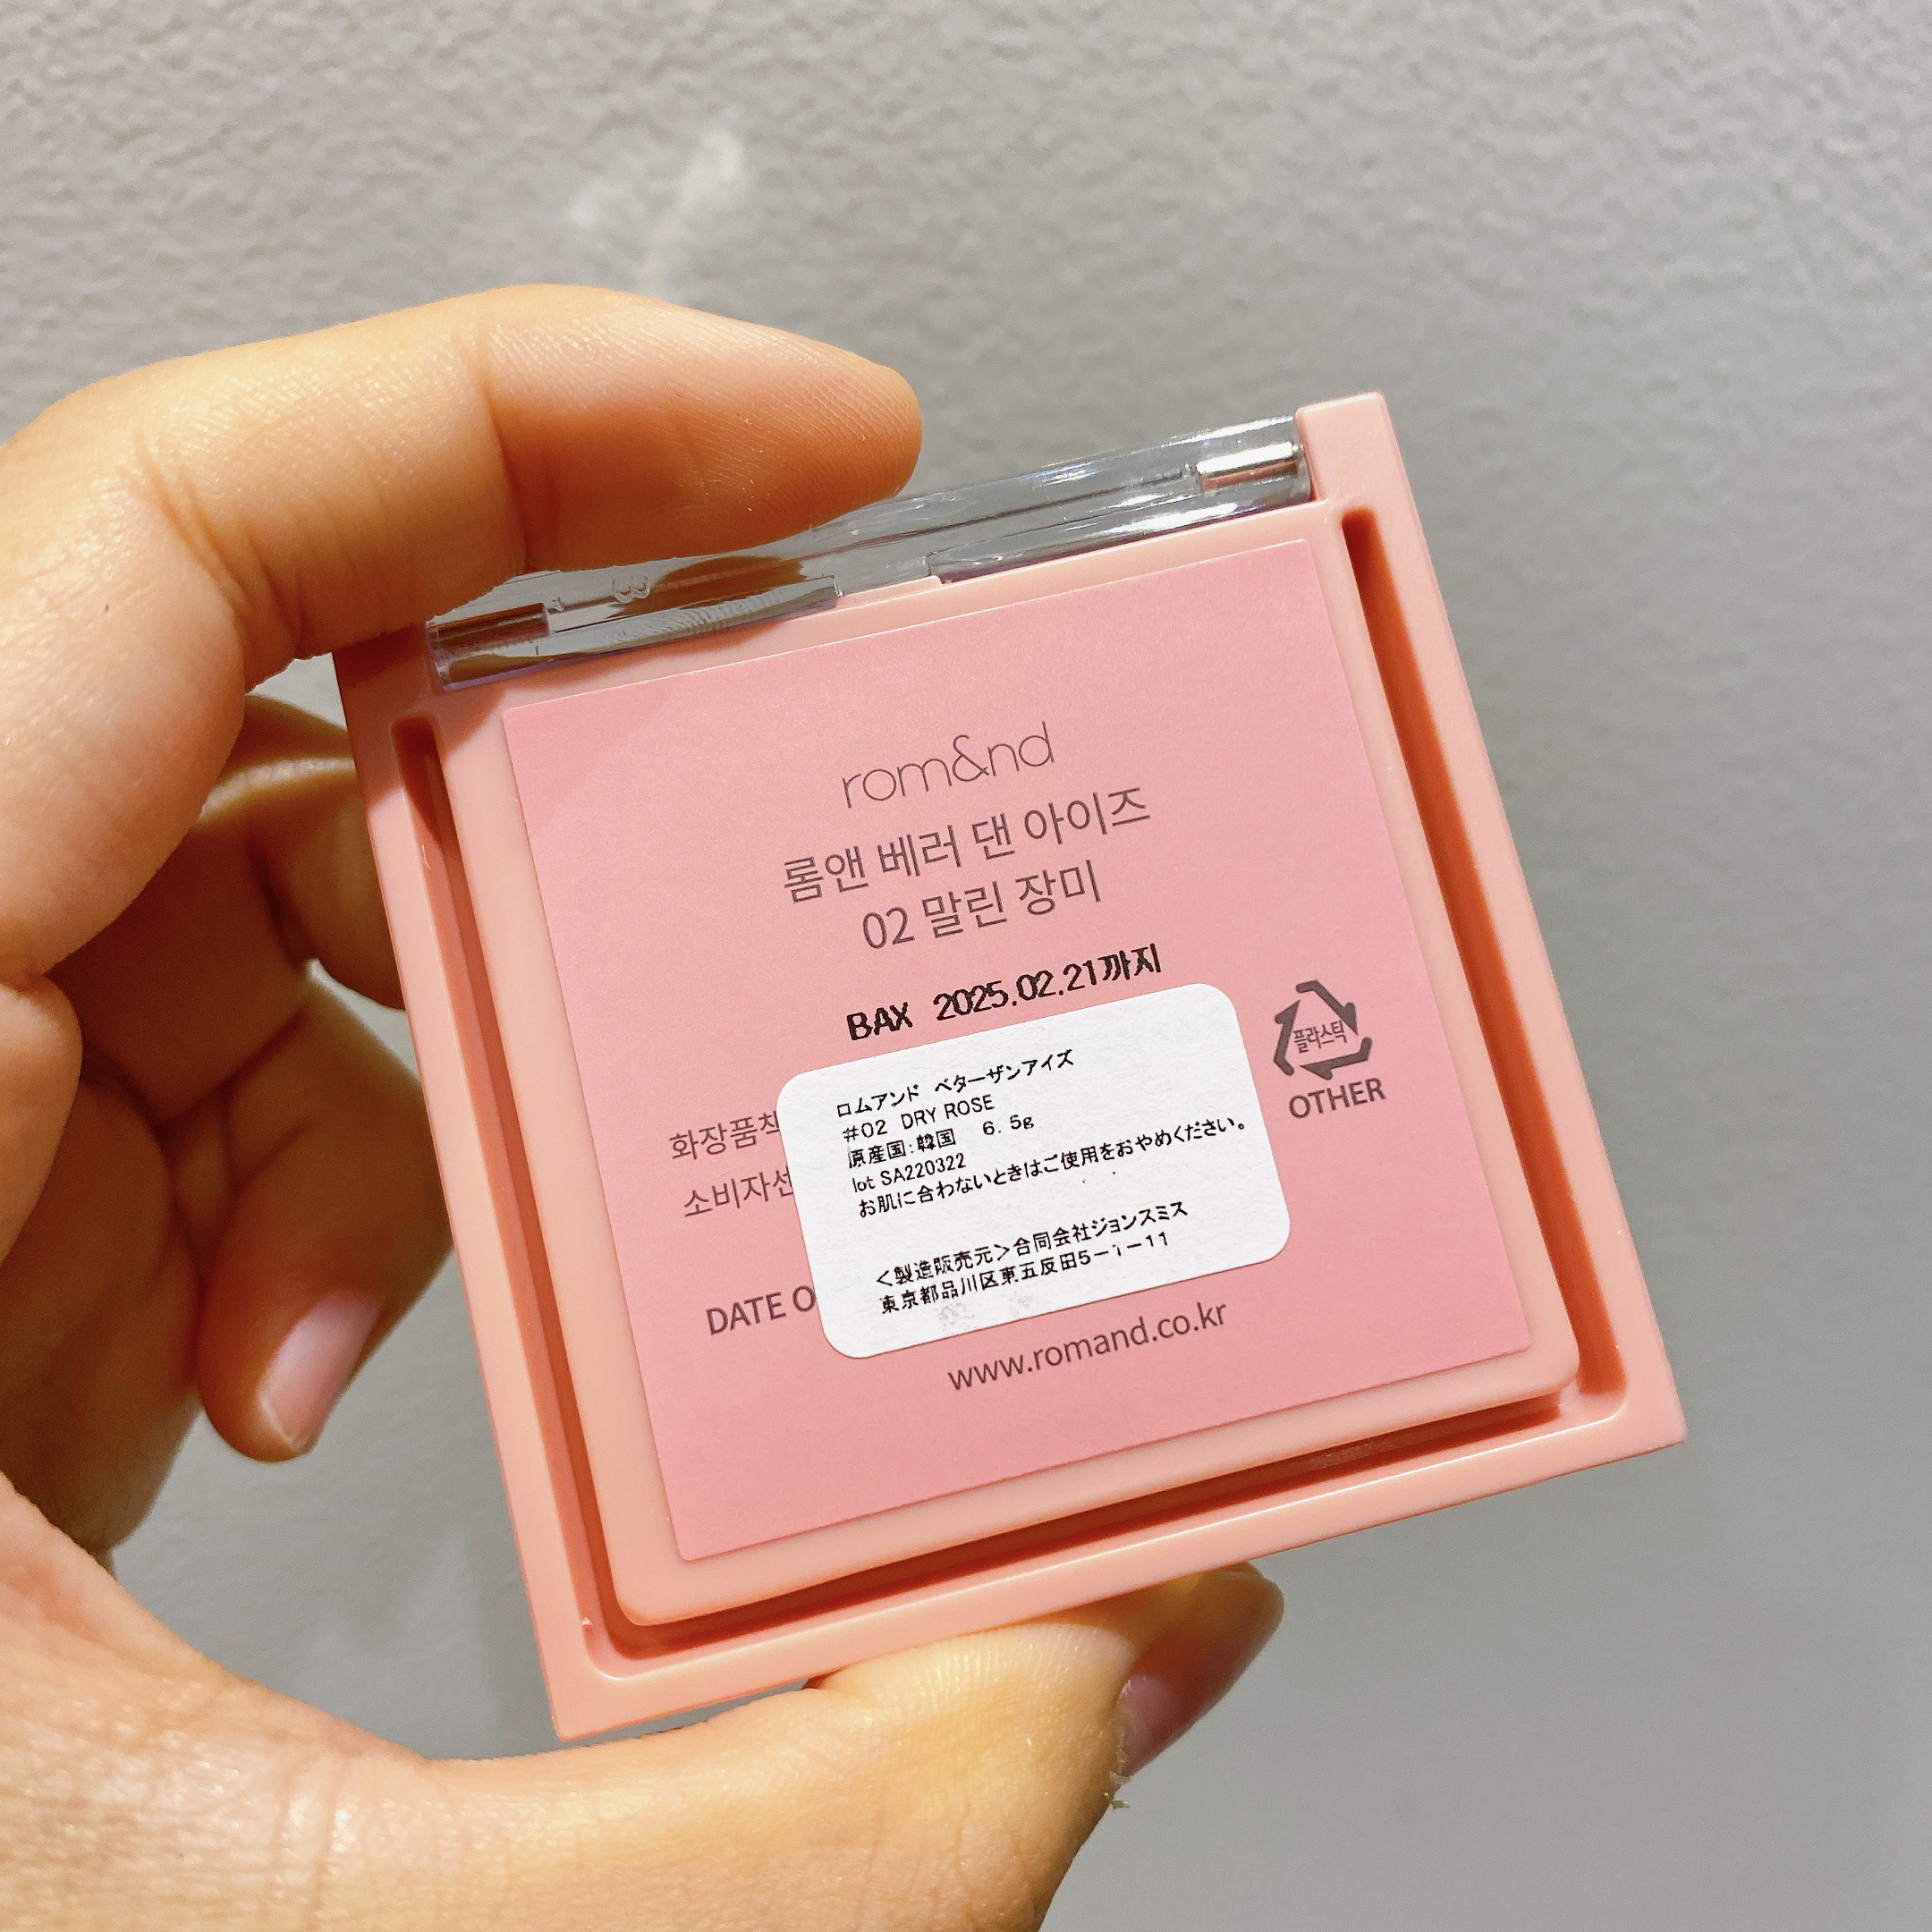 rom&nd
롬앤 베러 댄 아이즈
02 말린 장미
BAX 2025.02.21까지
플라스틱
OTHER
화장품책
소비자센
DATE O
ロムアンド ベターザンアイズ
#02 DRY ROSE
原産国:韓国 6.5g
lot SA220322
お肌に合わないときはご使用をおやめください。
<製造販売元>合同会社ジョンスミス
東京都品川区東五反田5-1-11
www.romand.co.kr